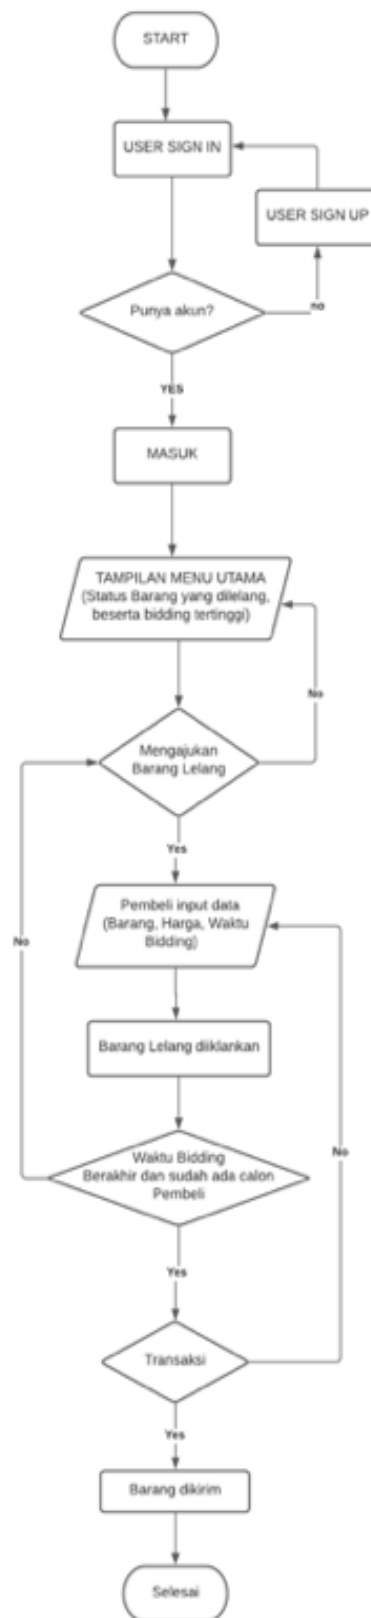 START
USER SIGN IN
USER SIGN UP
Punya akun?
no
YES
MASUK
TAMPILAN MENU UTAMA
(Status Barang yang dilelang,
beserta bidding tertinggi)
No
Mengajukan
Barang Lelang
Yes
Pembeli input data
(Barang, Harga, Waktu
Bidding)
No
Barang Lelang diiklankan
Waktu Bidding
Berakhir dan sudah ada calon
Pembeli
No
Yes
Transaksi
Yes
Barang dikirim
Selesai